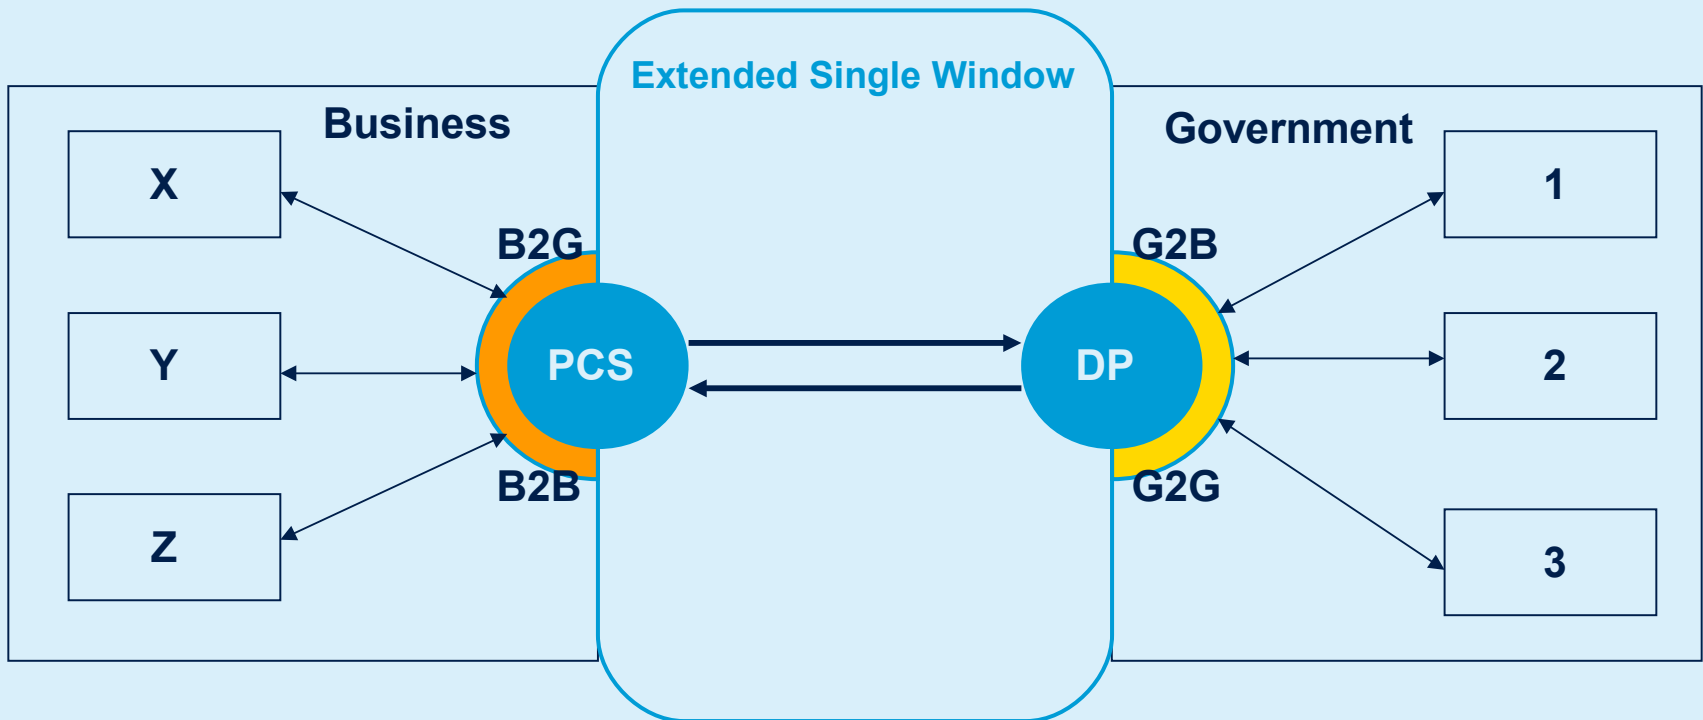 Extended Single Window
Business
Government
X
1
B2G
G2B
Y
PCS
DP
2
B2B
G2G
Z
3